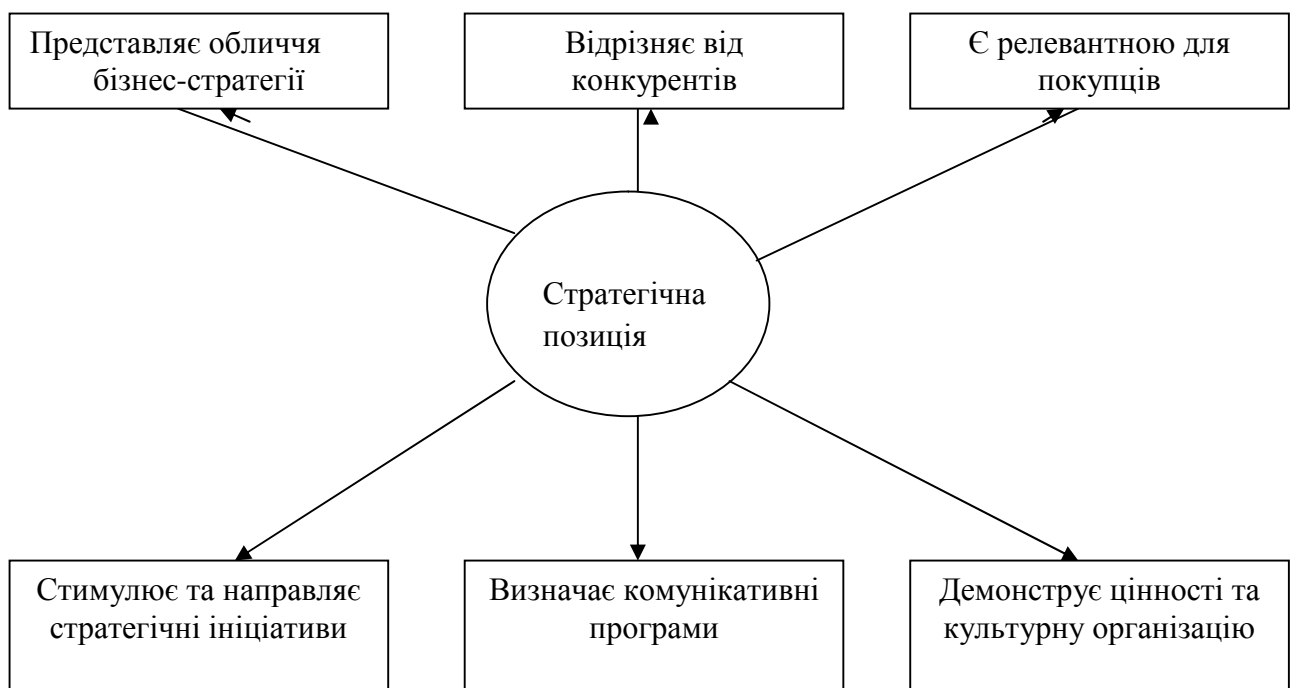 Представляє обличчя
бізнес-стратегії
Відрізняє від
конкурентів
Є релевантною для
покупців
Стратегічна
позиція
Стимулює та направляє
стратегічні ініціативи
Визначає комунікативні
програми
Демонструє цінності та
культурну організацію